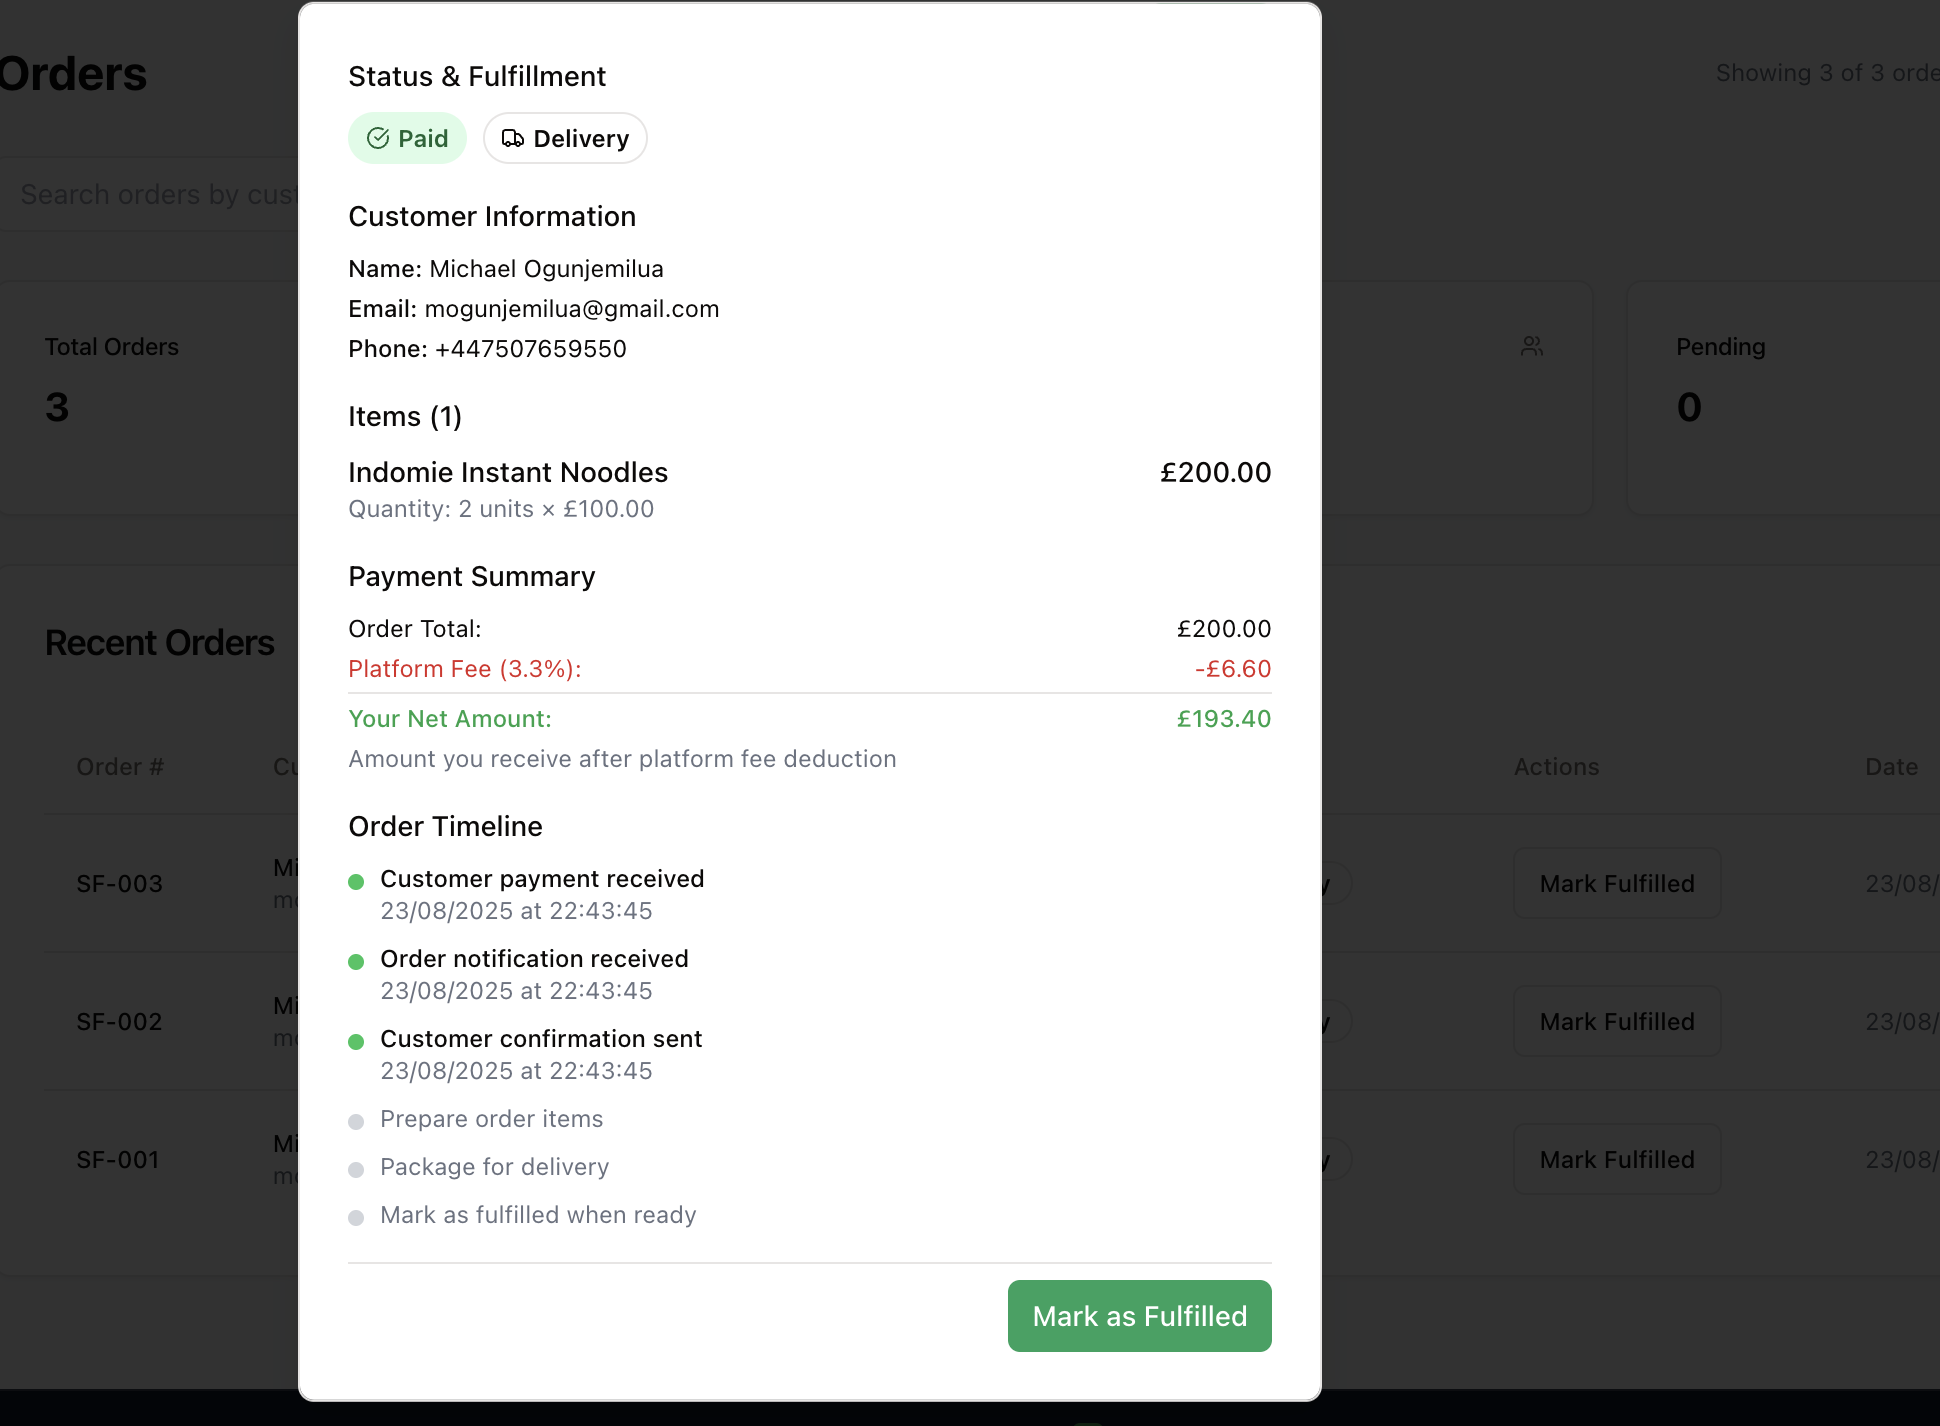 Orders
Showing 3 of 3 orde
Search orders by cust
Total Orders
3
Pending
0
Recent Orders
Order #
Cu
Actions
Date
SF-003
Mi
mo
y
Mark Fulfilled
23/08/
SF-002
Mi
mo
y
Mark Fulfilled
23/08/
SF-001
Mi
mo
y
Mark Fulfilled
23/08/
Status & Fulfillment
Paid
Delivery
Customer Information
Name: Michael Ogunjemilua
Email: mogunjemilua@gmail.com
Phone: +447507659550
Items (1)
Indomie Instant Noodles £200.00
Quantity: 2 units × £100.00
Payment Summary
Order Total: £200.00
Platform Fee (3.3%): -£6.60
Your Net Amount: £193.40
Amount you receive after platform fee deduction
Order Timeline
Customer payment received
23/08/2025 at 22:43:45
Order notification received
23/08/2025 at 22:43:45
Customer confirmation sent
23/08/2025 at 22:43:45
Prepare order items
Package for delivery
Mark as fulfilled when ready
Mark as Fulfilled